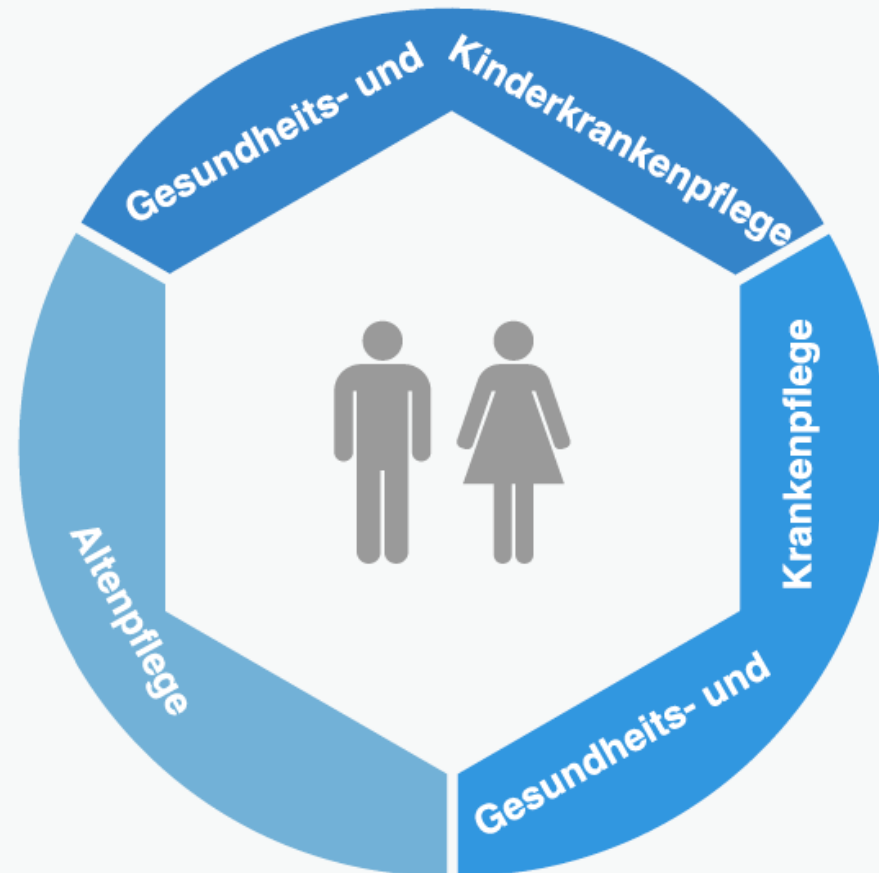 Gesundheits- und
Kinderkrankenpflege
Gesundheits- und
Krankenpflege
Altenpflege